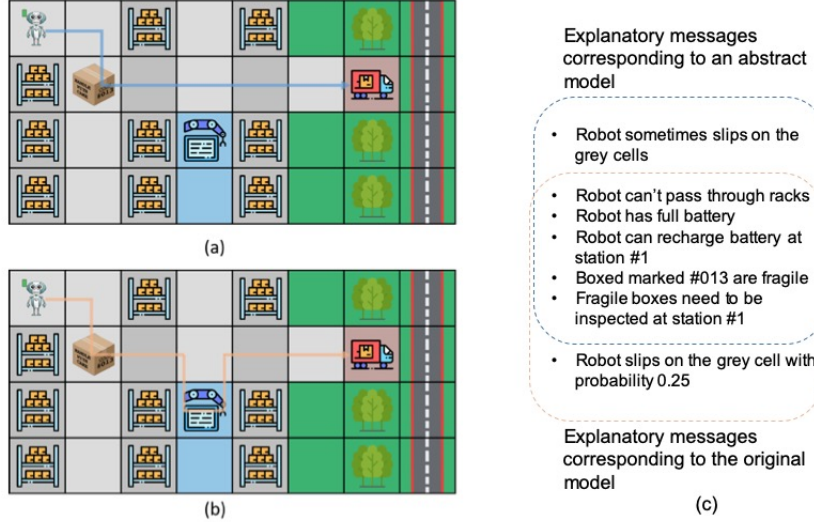 Explanatory messages
corresponding to an abstract
model
• Robot sometimes slips on the
grey cells
• Robot can't pass through racks
• Robot has full battery
• Robot can recharge battery at
station #1
• Boxed marked #013 are fragile
• Fragile boxes need to be
inspected at station #1
• Robot slips on the grey cell with
probability 0.25
Explanatory messages
corresponding to the original
model
(a)
(b)
(c)